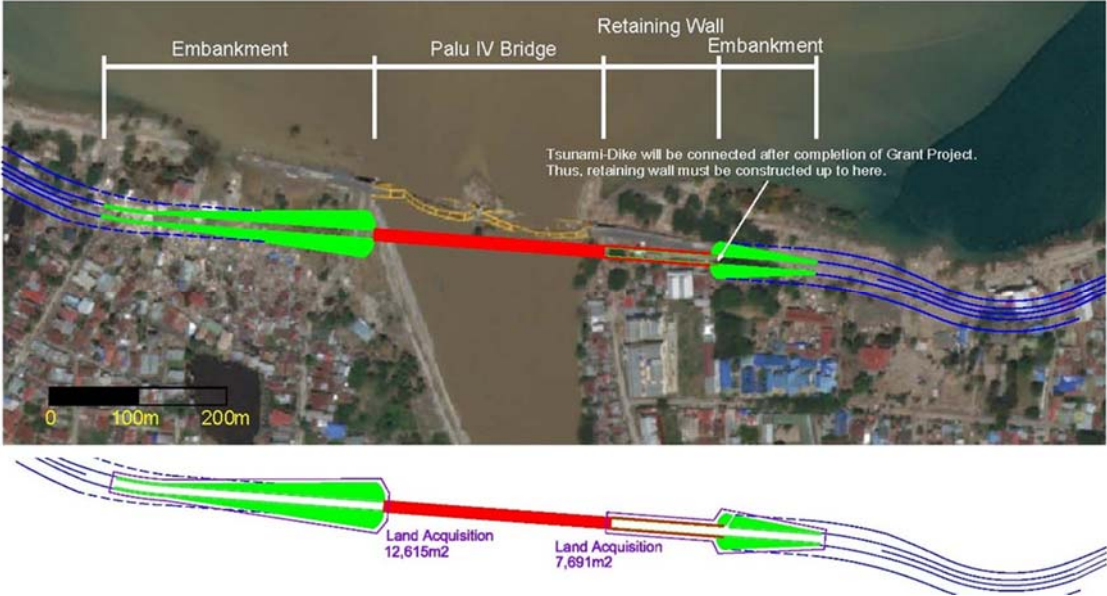 Retaining Wall
Embankment
Palu IV Bridge
Embankment
Tsunami-Dike will be connected after completion of Grant Project.
Thus, retaining wall must be constructed up to here.
0 100m 200m
Land Acquisition
12,615m2
Land Acquisition
7,691m2